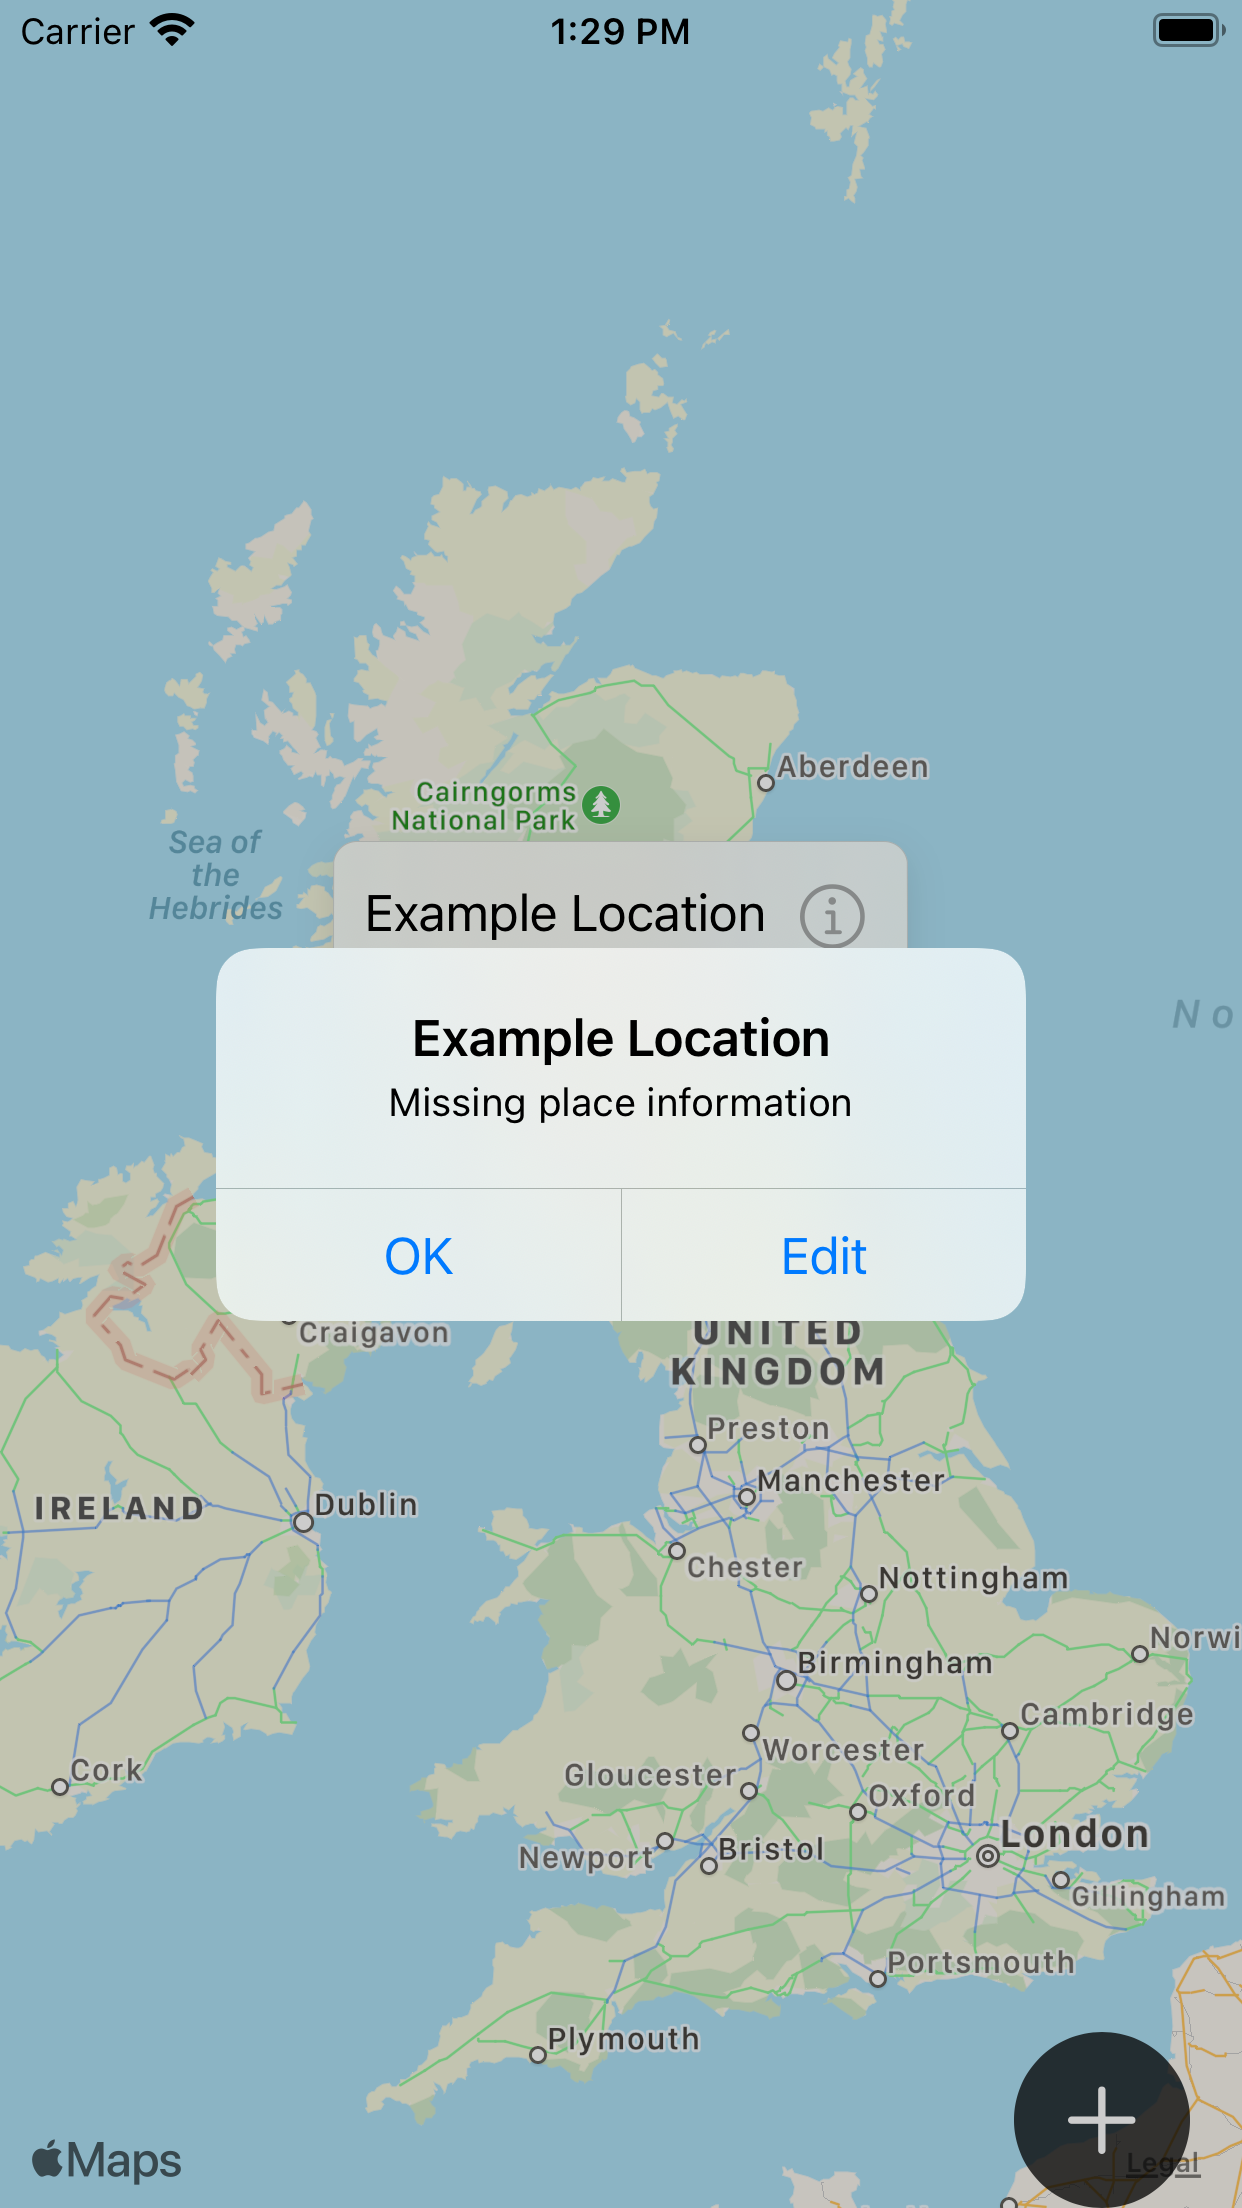 Carrier
1:29 PM
Aberdeen
Cairngorms
National Park
Sea of
the
Hebrides
Example Location
No
Example Location
Missing place information
OK
Edit
Craigavon
UNITED
KINGDOM
Preston
Manchester
IRELAND
Dublin
Chester
Nottingham
Norwi
Birmingham
Cambridge
Worcester
Cork
Gloucester
Oxford
London
Bristol
Newport
Gillingham
Portsmouth
Plymouth
Maps
Legal